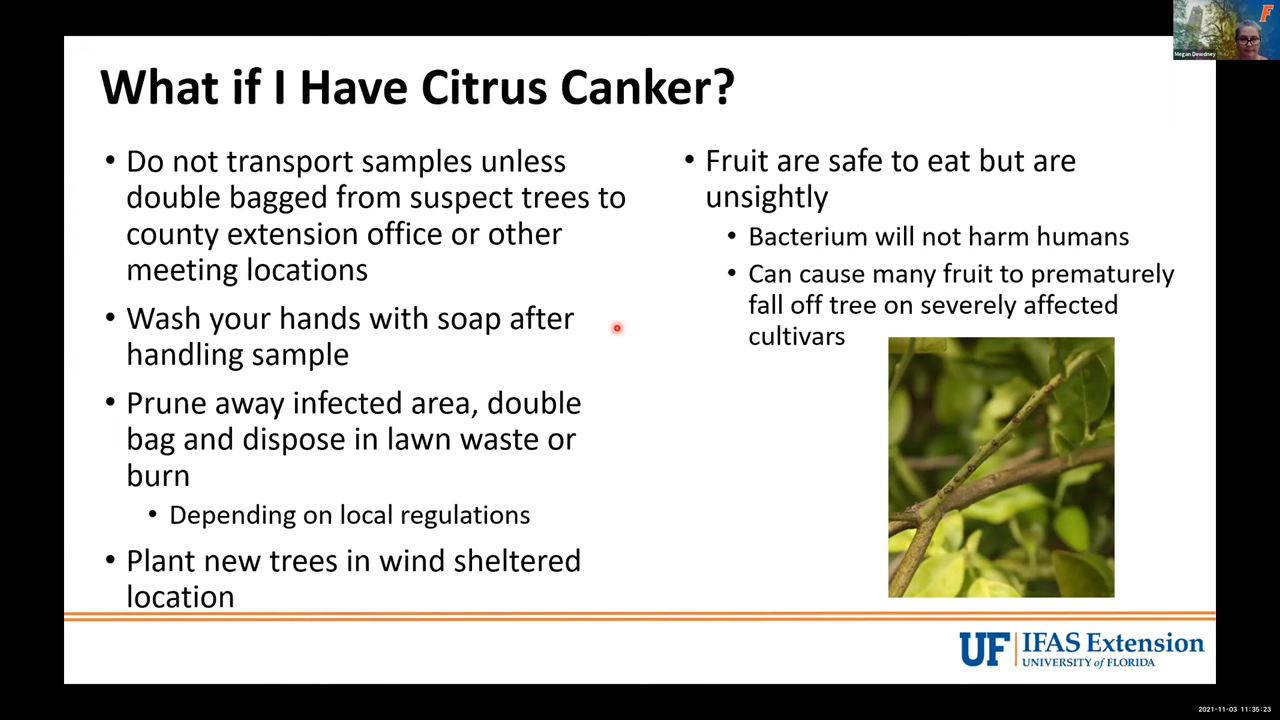 What if I Have Citrus Canker?
• Do not transport samples unless
double bagged from suspect trees to
county extension office or other
meeting locations
• Wash your hands with soap after
handling sample
• Prune away infected area, double
bag and dispose in lawn waste or
burn
• Depending on local regulations
• Plant new trees in wind sheltered
location
• Fruit are safe to eat but are
unsightly
• Bacterium will not harm humans
• Can cause many fruit to prematurely
fall off tree on severely affected
cultivars
UF IFAS Extension
UNIVERSITY of FLORIDA
F
Megan Dewdney
2021-11-03 11:35:23